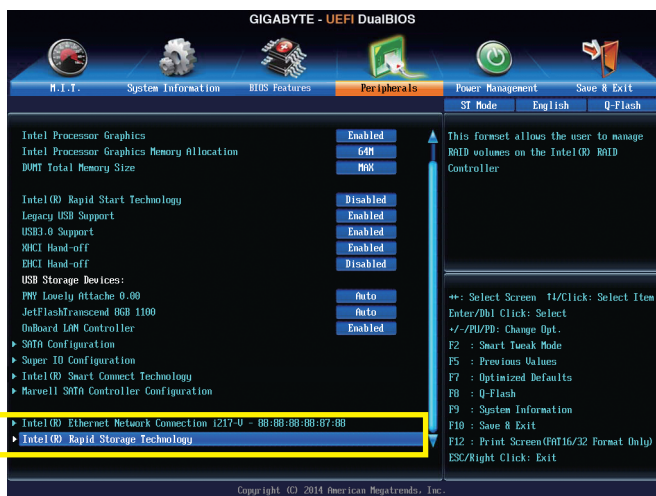 GIGABYTE - UEFI DualBIOS
M.I.T. System Information BIOS Features Peripherals Power Management Save & Exit
ST Mode English Q-Flash
Intel Processor Graphics Enabled
Intel Processor Graphics Memory Allocation 64M
DVMT Total Memory Size MAX
Intel(R) Rapid Start Technology Disabled
Legacy USB Support Enabled
USB3.0 Support Enabled
XHCI Hand-off Enabled
EHCI Hand-off Disabled
USB Storage Devices:
PNY Lovely Attache 0.00 Auto
JetFlashTranscend 8GB 1100 Auto
OnBoard LAN Controller Enabled
SATA Configuration
Super IO Configuration
Intel(R) Smart Connect Technology
Marvell SATA Controller Configuration
Intel(R) Ethernet Network Connection i217-V - 88:88:88:88:87:88
Intel(R) Rapid Storage Technology
This formset allows the user to manage
RAID volumes on the Intel(R) RAID
Controller
↔: Select Screen ↑↓/Click: Select Item
Enter/Dbl Click: Select
+/-/PU/PD: Change Opt.
F2 : Smart Tweak Mode
F5 : Previous Values
F7 : Optimized Defaults
F8 : Q-Flash
F9 : System Information
F10 : Save & Exit
F12 : Print Screen(FAT16/32 Format Only)
ESC/Right Click: Exit
Copyright (C) 2014 American Megatrends, Inc.